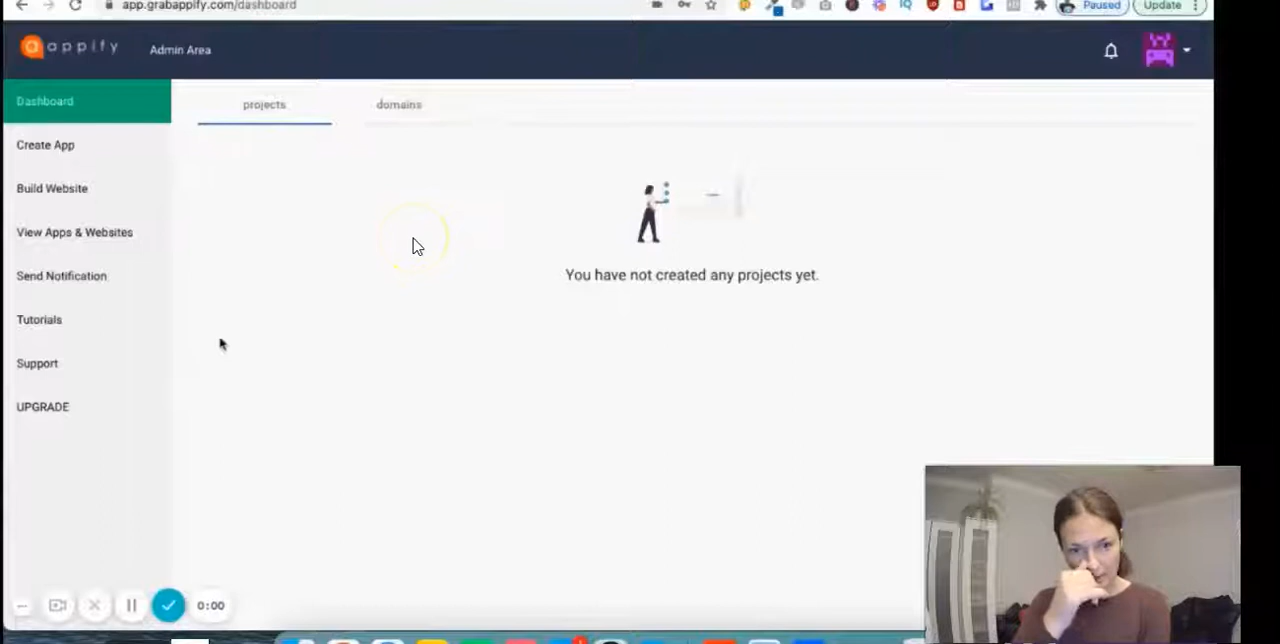 app.grabappify.com/dashboard
Paused
Update
appify
Admin Area
Dashboard
projects
domains
Create App
Build Website
View Apps & Websites
Send Notification
Tutorials
Support
UPGRADE
You have not created any projects yet.
0:00